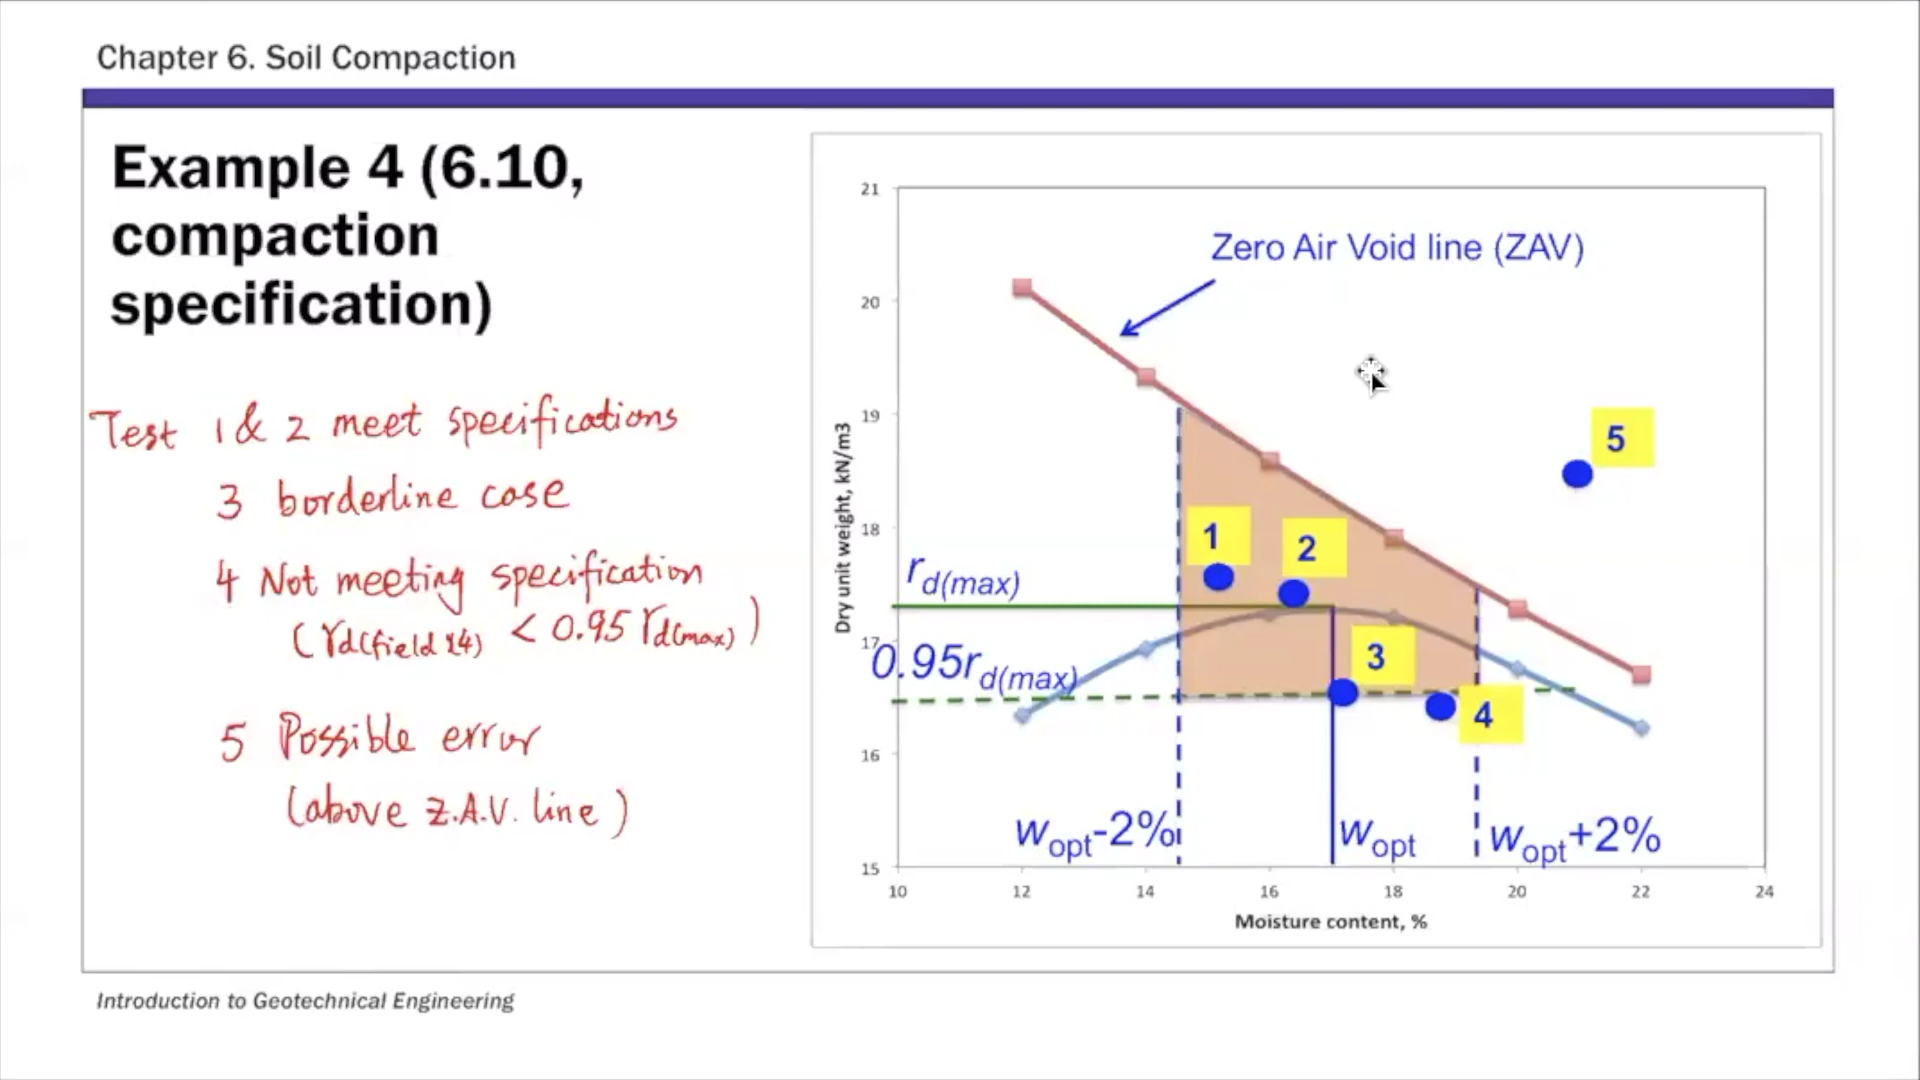 Chapter 6. Soil Compaction
Example 4 (6.10,
compaction
specification)
Test 1 & 2 meet specifications
3 borderline case
4 Not meeting specification
(rd(field #4) < 0.95 rd(max))
5 Possible error
(above Z.A.V. line)
Zero Air Void line (ZAV)
21
20
19
18
17
16
15
Dry unit weight, kN/m3
1
2
3
4
5
rd(max)
0.95rd(max)
wopt-2%
wopt
wopt+2%
10 12 14 16 18 20 22 24
Moisture content, %
Introduction to Geotechnical Engineering